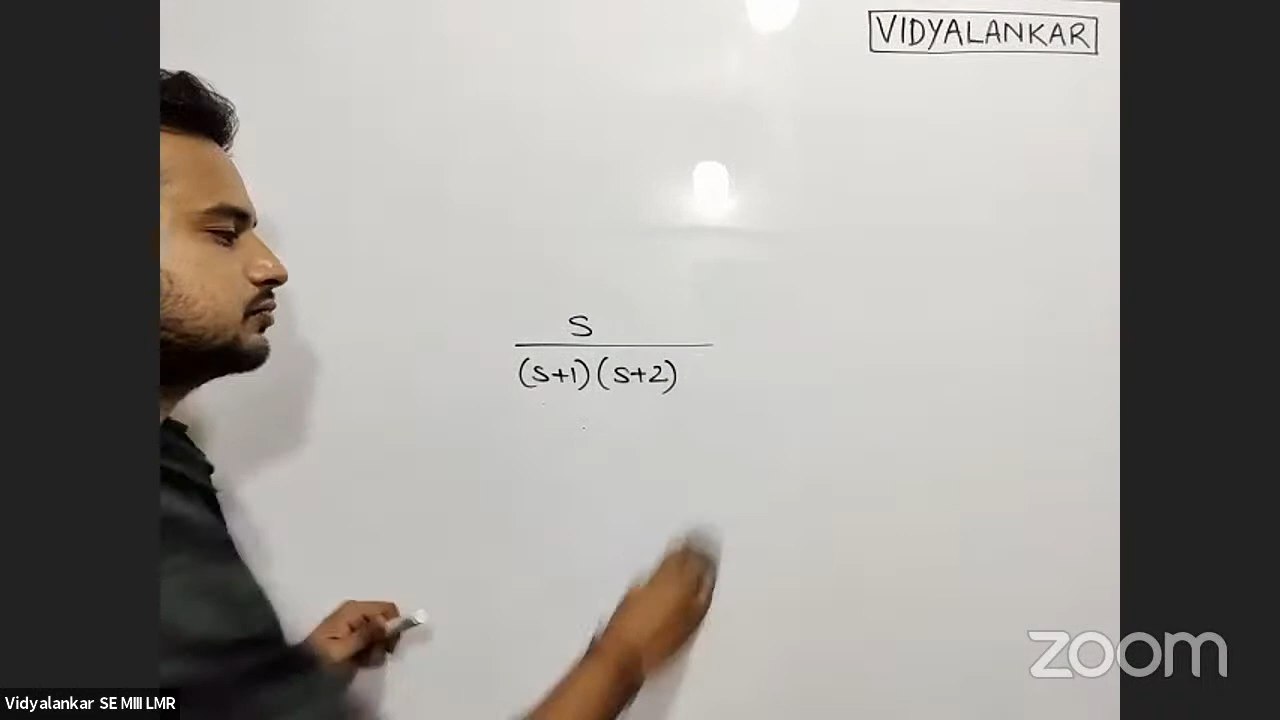 VIDYALANKAR
S
(S+1) (S+2)
zoom
Vidyalankar SE MIII LMR